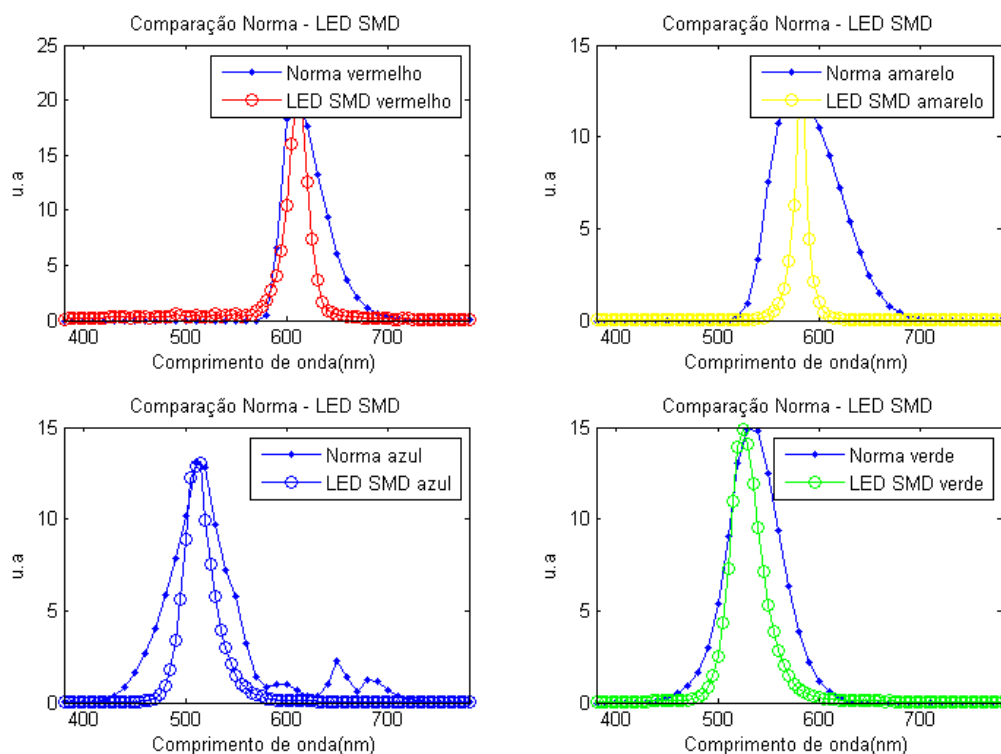 Comparação Norma - LED SMD
25
20
15
10
5
0
u.a
Norma vermelho
LED SMD vermelho
400 500 600 700
Comprimento de onda(nm)
Comparação Norma - LED SMD
15
10
5
0
u.a
Norma amarelo
LED SMD amarelo
400 500 600 700
Comprimento de onda(nm)
Comparação Norma - LED SMD
15
10
5
0
u.a
Norma azul
LED SMD azul
400 500 600 700
Comprimento de onda(nm)
Comparação Norma - LED SMD
15
10
5
0
u.a
Norma verde
LED SMD verde
400 500 600 700
Comprimento de onda(nm)